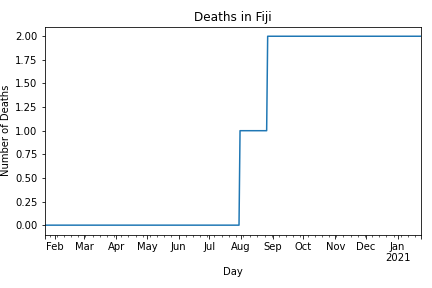 Deaths in Fiji
Number of Deaths
2.00
1.75
1.50
1.25
1.00
0.75
0.50
0.25
0.00
Feb Mar Apr May Jun Jul Aug Sep Oct Nov Dec Jan
2021
Day